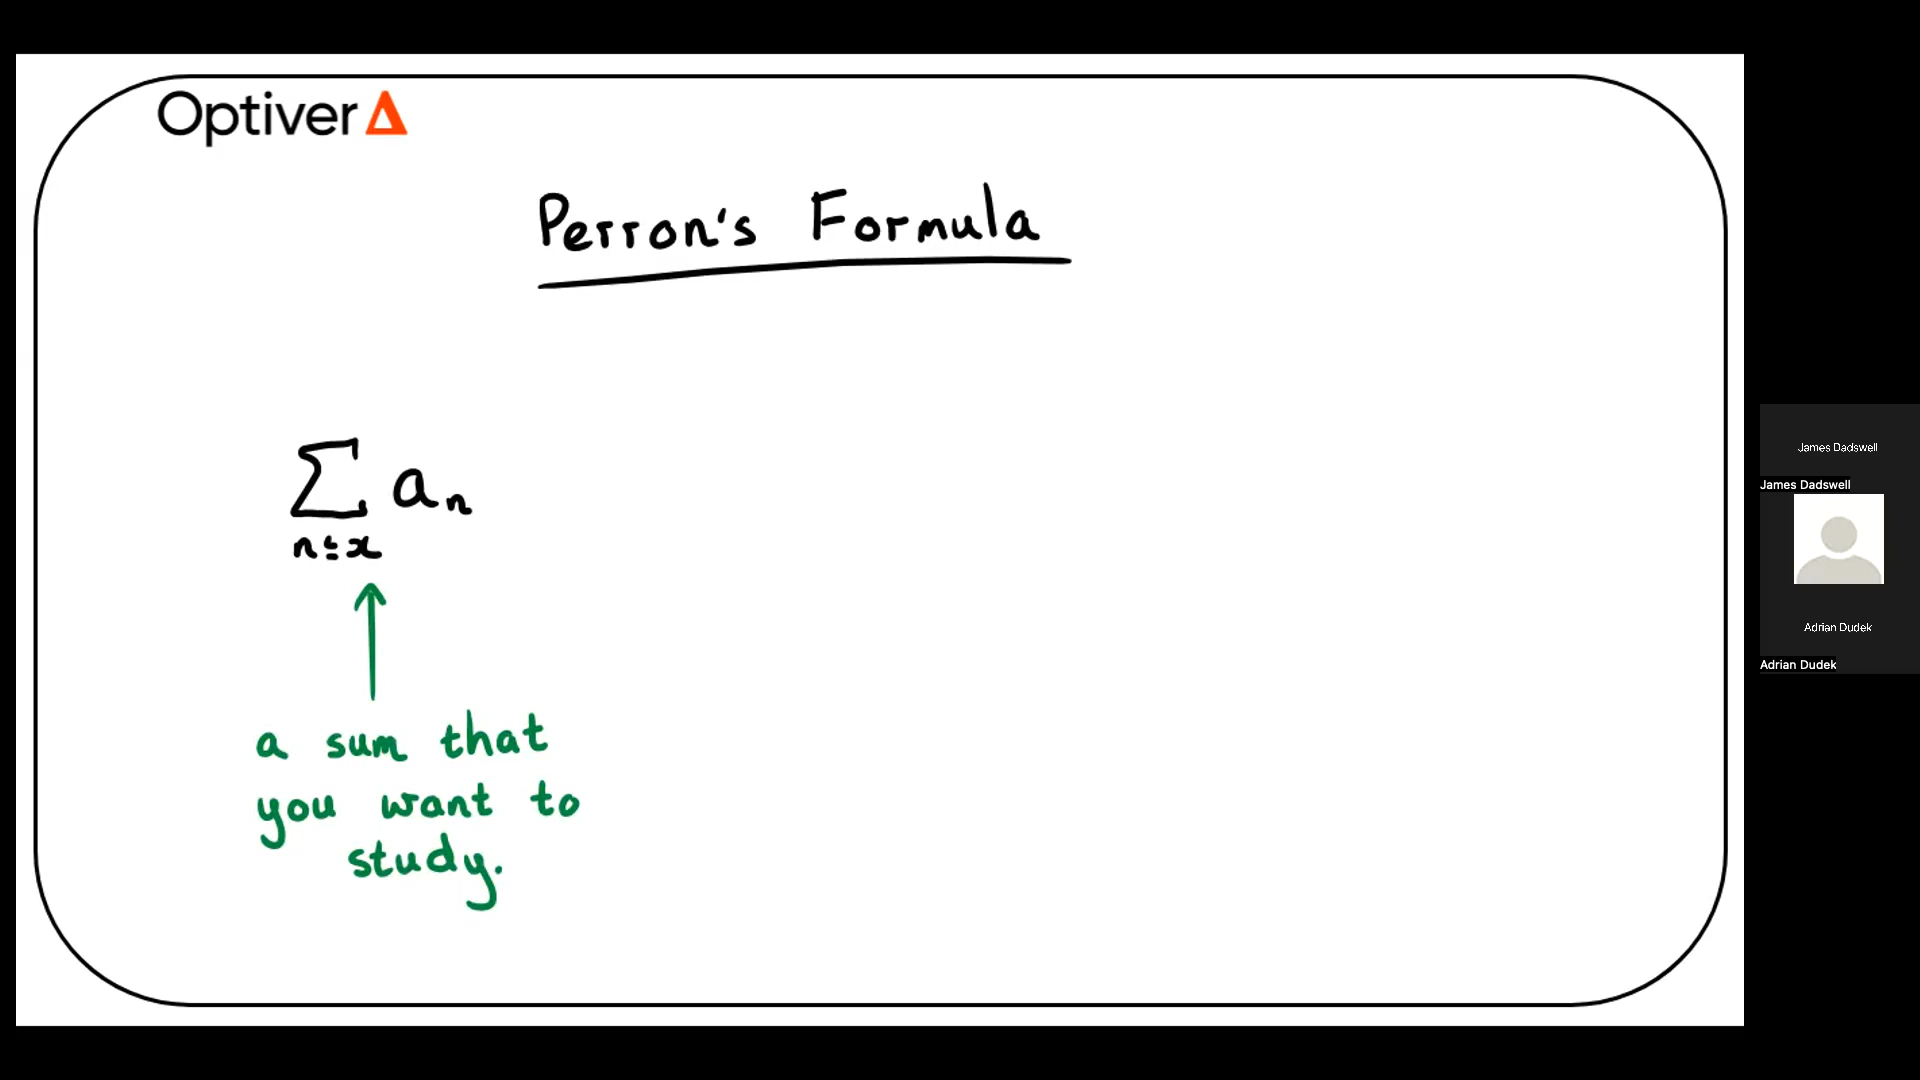 Optiver
Perron's Formula
∑ aₙ
n≤x
a sum that
you want to
study.
James Dadswell
James Dadswell
Adrian Dudek
Adrian Dudek